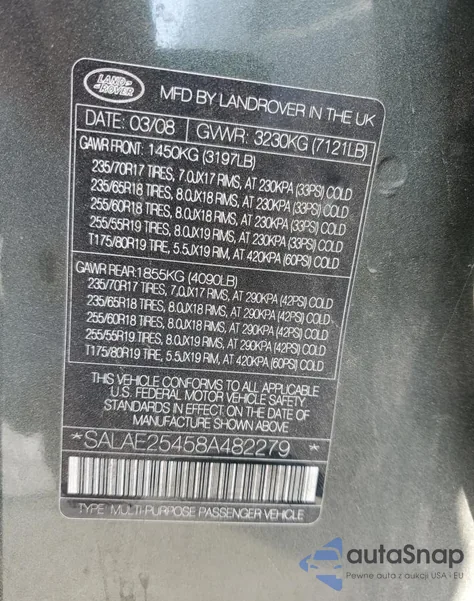 LAND ROVER
MFD BY LANDROVER IN THE UK
DATE: 03/08 GVWR: 3230KG (7121LB)
GAWR FRONT: 1450KG (3197LB)
235/70R17 TIRES, 7.0JX17 RIMS, AT 230KPA (33PSI) COLD
235/65R18 TIRES, 8.0JX18 RIMS, AT 230KPA (33PSI) COLD
255/60R18 TIRES, 8.0JX18 RIMS, AT 230KPA (33PSI) COLD
255/55R19 TIRES, 8.0JX19 RIMS, AT 230KPA (33PSI) COLD
T175/80R19 TIRE, 5.5JX19 RIM, AT 420KPA (60PSI) COLD
GAWR REAR: 1855KG (4090LB)
235/70R17 TIRES, 7.0JX17 RIMS, AT 290KPA (42PSI) COLD
235/65R18 TIRES, 8.0JX18 RIMS, AT 290KPA (42PSI) COLD
255/60R18 TIRES, 8.0JX18 RIMS, AT 290KPA (42PSI) COLD
255/55R19 TIRES, 8.0JX19 RIMS, AT 290KPA (42PSI) COLD
T175/80R19 TIRE, 5.5JX19 RIM, AT 420KPA (60PSI) COLD
THIS VEHICLE CONFORMS TO ALL APPLICABLE
U.S. FEDERAL MOTOR VEHICLE SAFETY
STANDARDS IN EFFECT ON THE DATE OF
MANUFACTURE SHOWN ABOVE
*SALAE25458A482279*
TYPE: MULTI-PURPOSE PASSENGER VEHICLE
autoSnap
Pewne auta z aukcji USA i EU